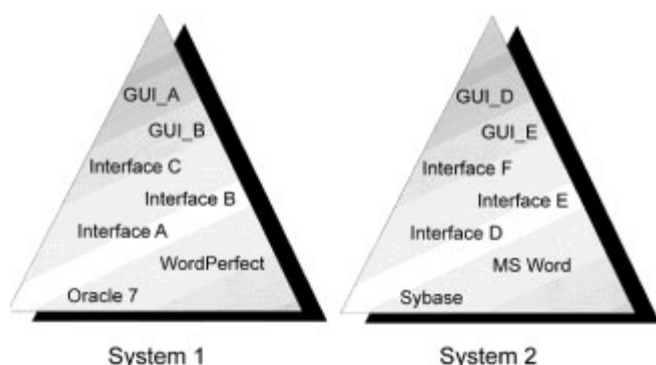 GUI_A
GUI_B
Interface C
Interface B
Interface A
WordPerfect
Oracle 7
System 1
GUI_D
GUI_E
Interface F
Interface E
Interface D
MS Word
Sybase
System 2